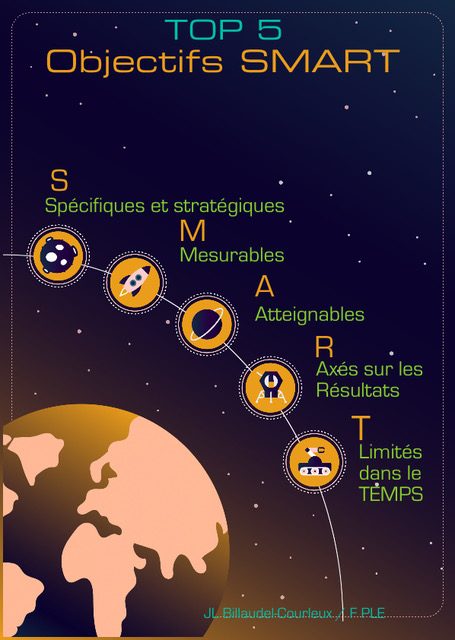 TOP 5
Objectifs SMART
S
Spécifiques et stratégiques
M
Mesurables
A
Atteignables
R
Axés sur les
Résultats
T
Limités
dans le
TEMPS
JL.Billaudel-Courleux / F.PLE